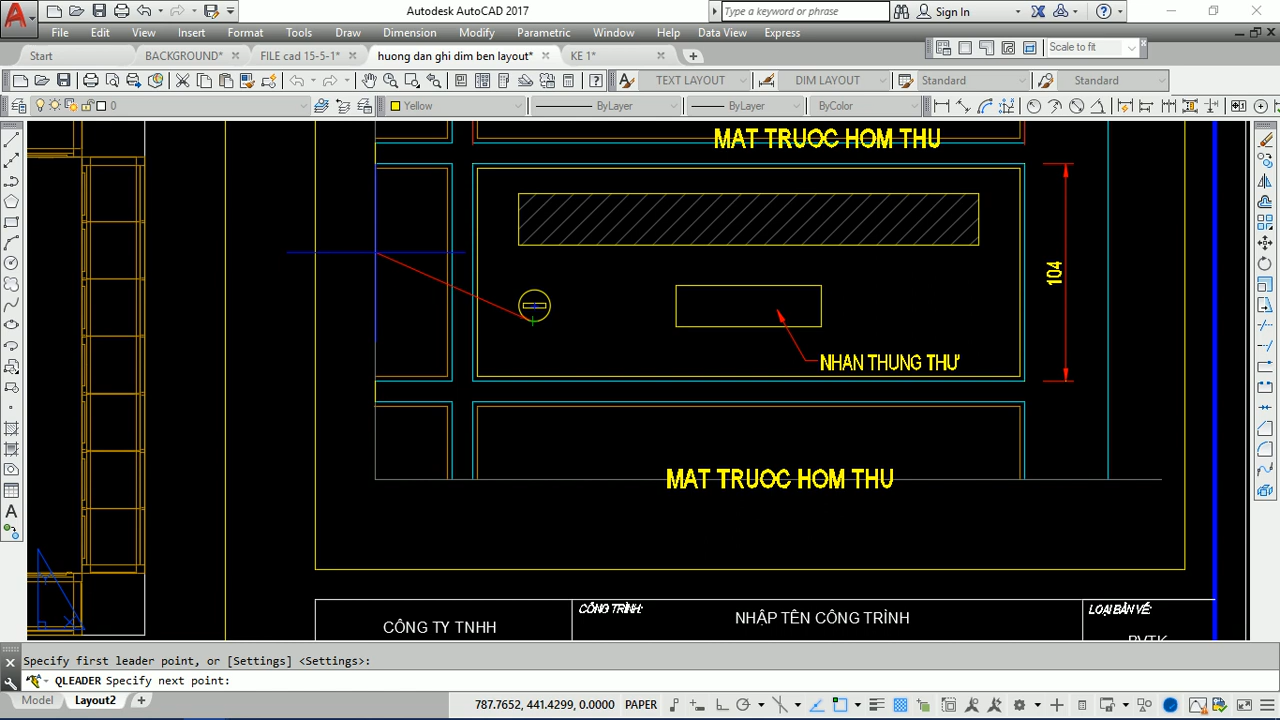 Autodesk AutoCAD 2017
Type a keyword or phrase
Sign In
File Edit View Insert Format Tools Draw Dimension Modify Parametric Window Help Data View Express
Start BACKGROUND* FILE cad 15-5-1* huong dan ghi dim ben layout* KE 1*
Scale to fit
TEXT LAYOUT DIM LAYOUT Standard Standard
0 Yellow ByLayer ByLayer ByColor
MAT TRUOC HOM THU
104
NHAN THUNG THƯ
MAT TRUOC HOM THU
CÔNG TY TNHH
CÔNG TRÌNH:
NHẬP TÊN CÔNG TRÌNH
LOẠI BẢN VẼ:
BVTK
Specify first leader point, or [Settings] <Settings>:
QLEADER Specify next point:
Model Layout2
787.7652, 441.4299, 0.0000 PAPER